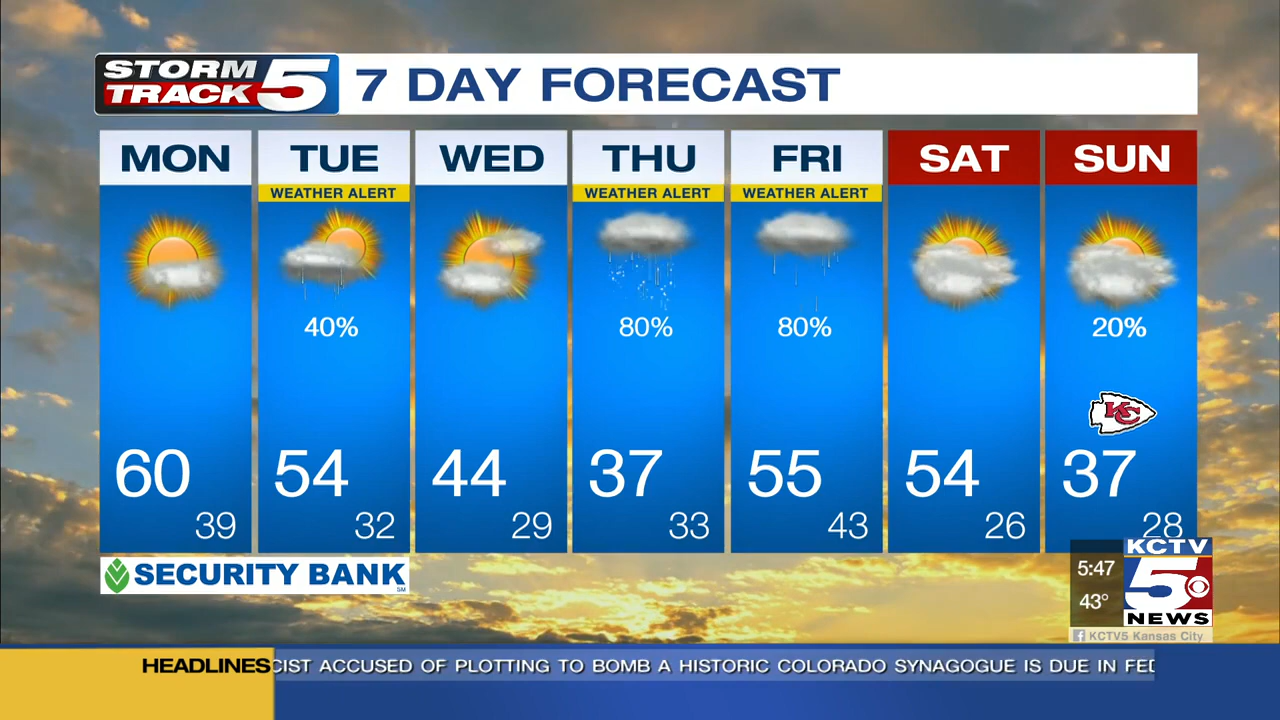 STORM
TRACK 5
7 DAY FORECAST
MON TUE WED THU FRI SAT SUN
WEATHER ALERT WEATHER ALERT WEATHER ALERT
40% 80% 80% 20%
KC
60 54 44 37 55 54 37
39 32 29 33 43 26 28
SECURITY BANK
SM
5:47
43°
KCTV
5
NEWS
f KCTV5 Kansas City
HEADLINES CIST ACCUSED OF PLOTTING TO BOMB A HISTORIC COLORADO SYNAGOGUE IS DUE IN FED